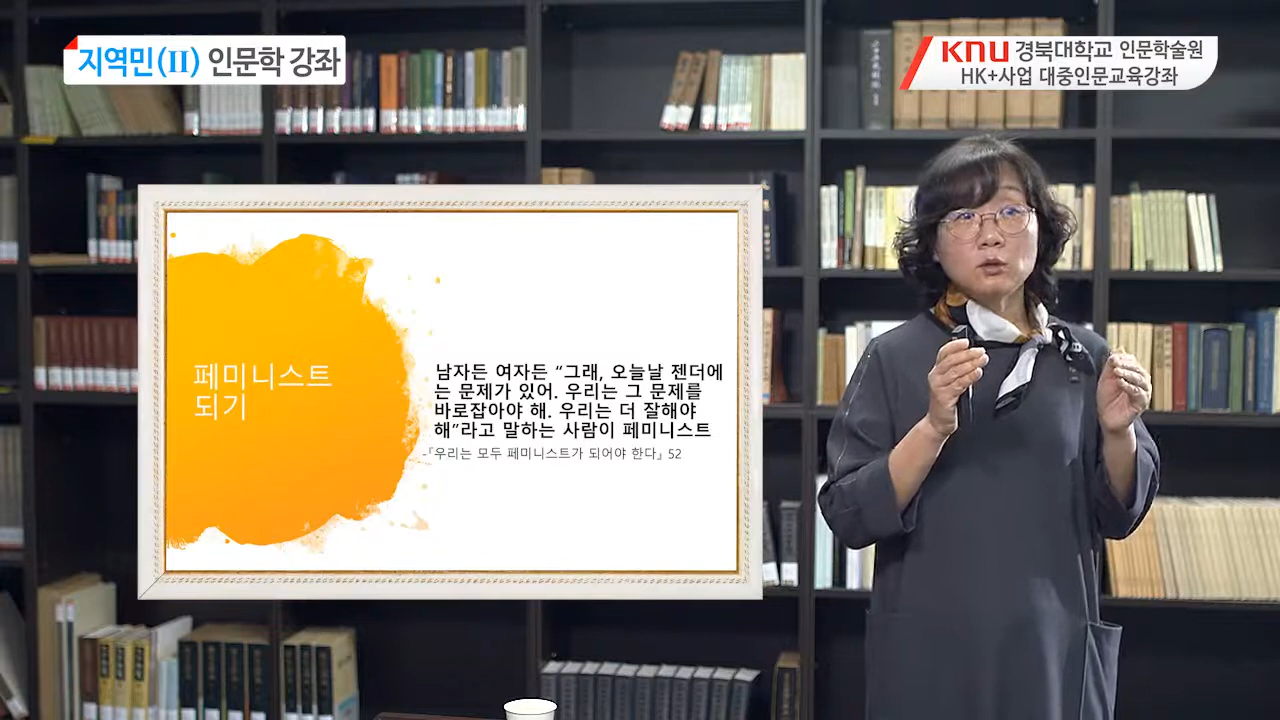 지역민(II) 인문학 강좌
KNU 경북대학교 인문학술원
HK+사업 대중인문교육강좌
페미니스트
되기
남자든 여자든 “그래, 오늘날 젠더에
는 문제가 있어. 우리는 그 문제를
바로잡아야 해. 우리는 더 잘해야
해”라고 말하는 사람이 페미니스트
-『우리는 모두 페미니스트가 되어야 한다』 52